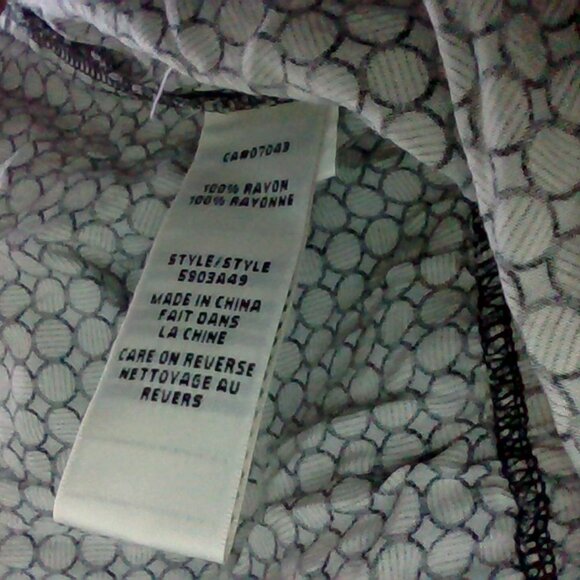 CA#07043
100% RAYON
100% RAYONNE
STYLE/STYLE
5903A49
MADE IN CHINA
FAIT DANS
LA CHINE
CARE ON REVERSE
NETTOYAGE AU
REVERS